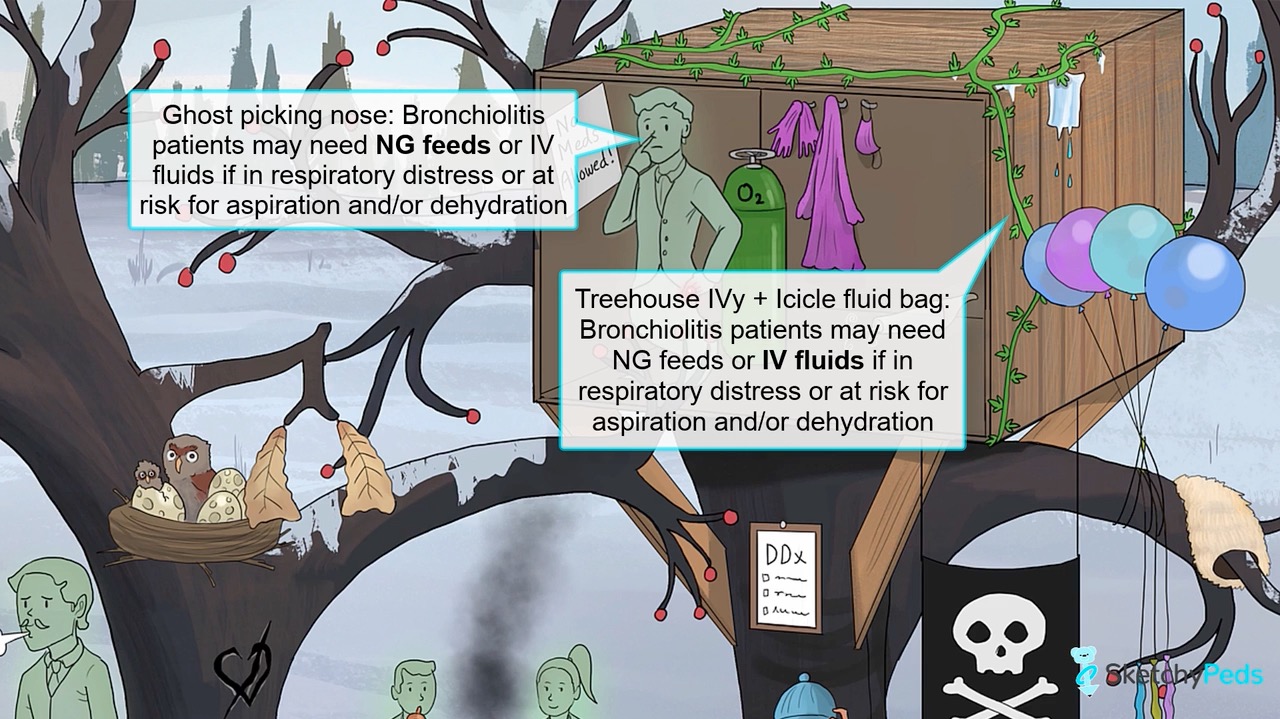 Ghost picking nose: Bronchiolitis
patients may need NG feeds or IV
fluids if in respiratory distress or at
risk for aspiration and/or dehydration
No
Meds
Allowed!
O₂
Treehouse IVy + Icicle fluid bag:
Bronchiolitis patients may need
NG feeds or IV fluids if in
respiratory distress or at risk for
aspiration and/or dehydration
DDx
SketchyPeds